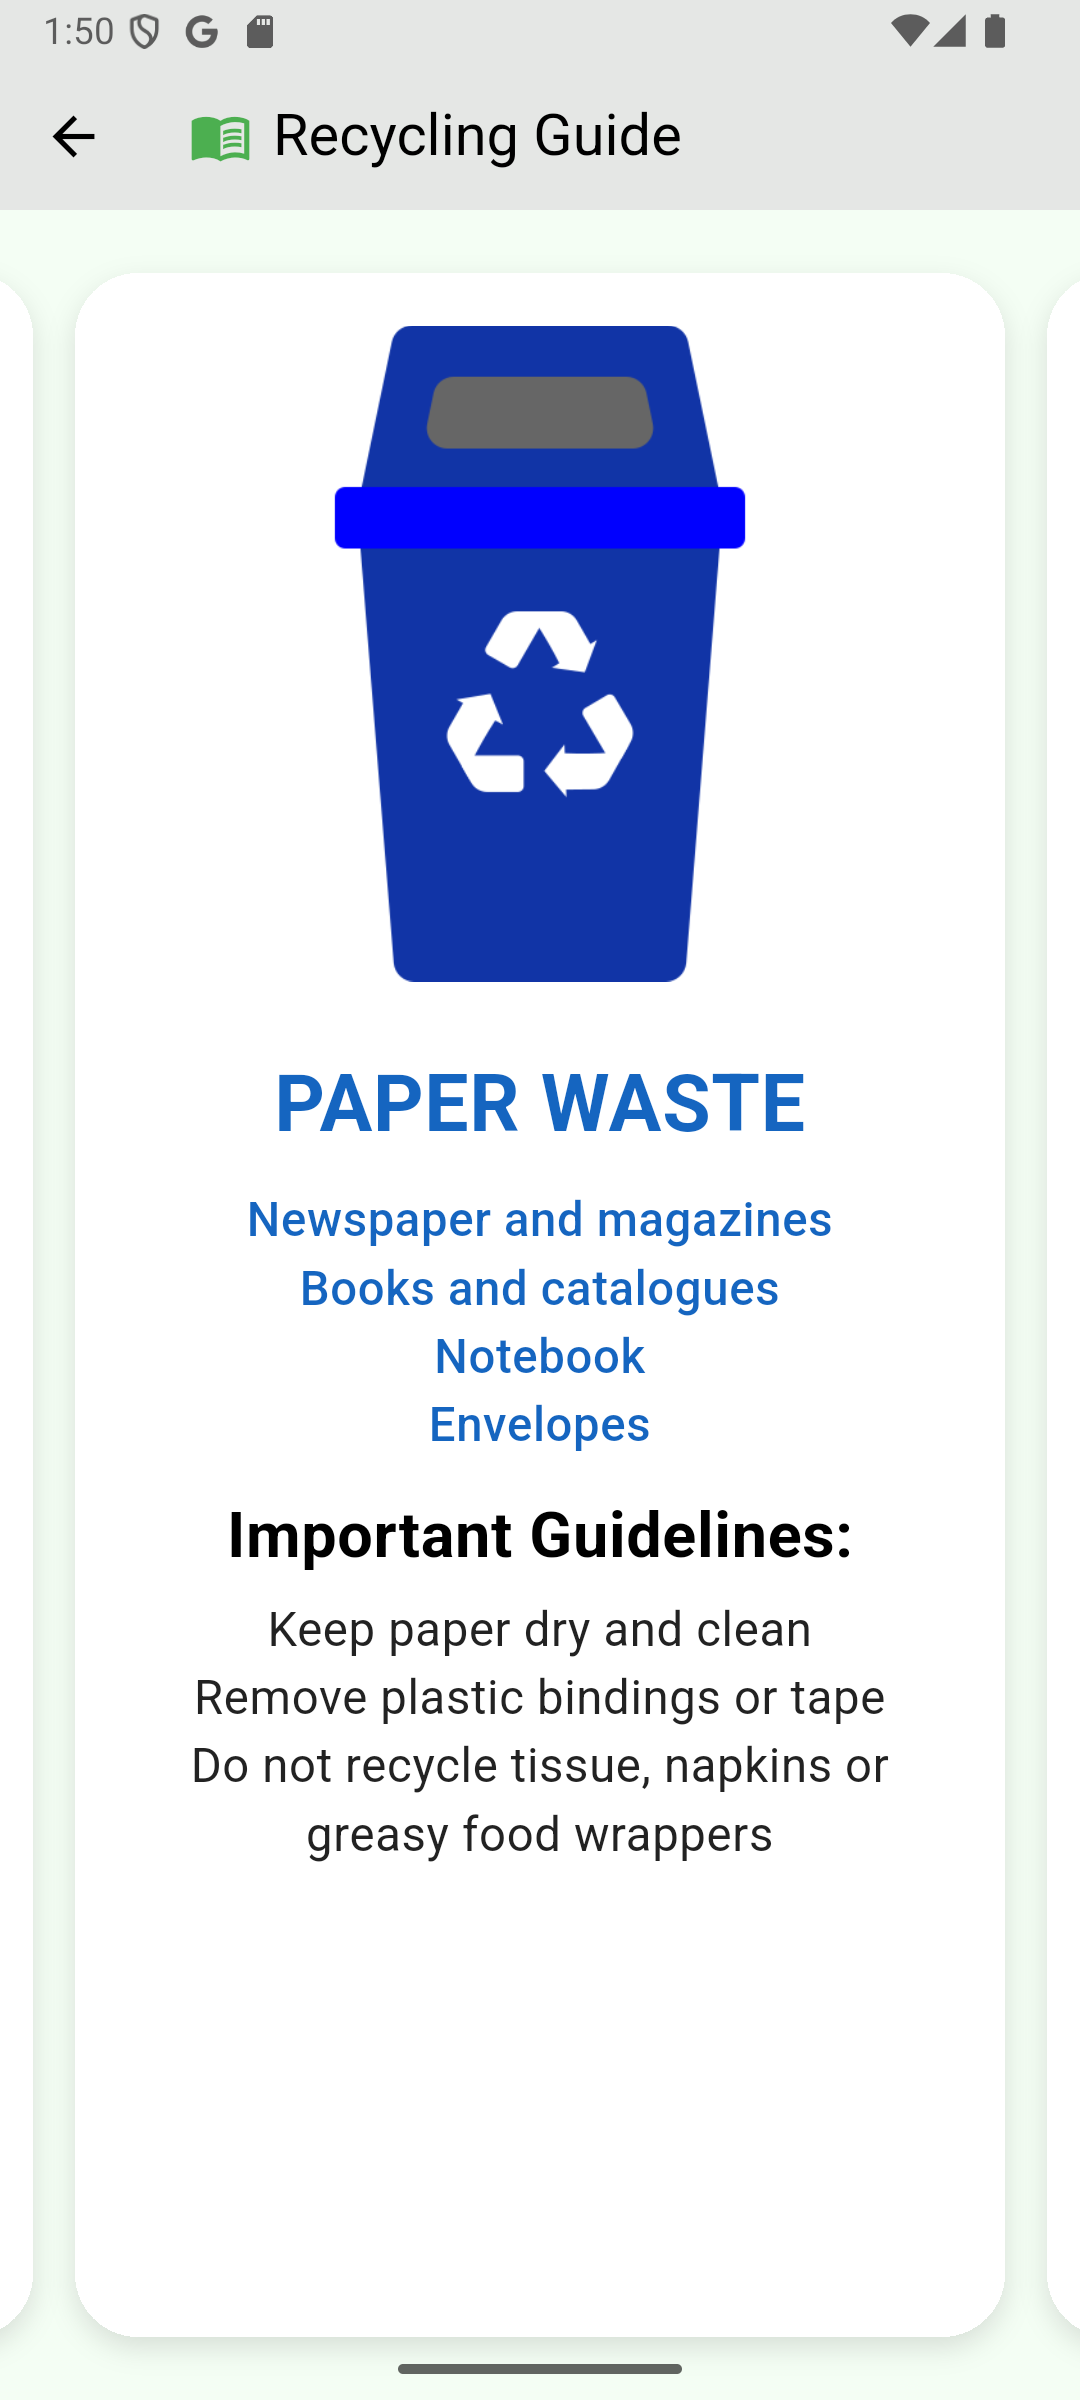 1:50
Recycling Guide
PAPER WASTE
Newspaper and magazines
Books and catalogues
Notebook
Envelopes
Important Guidelines:
Keep paper dry and clean
Remove plastic bindings or tape
Do not recycle tissue, napkins or
greasy food wrappers